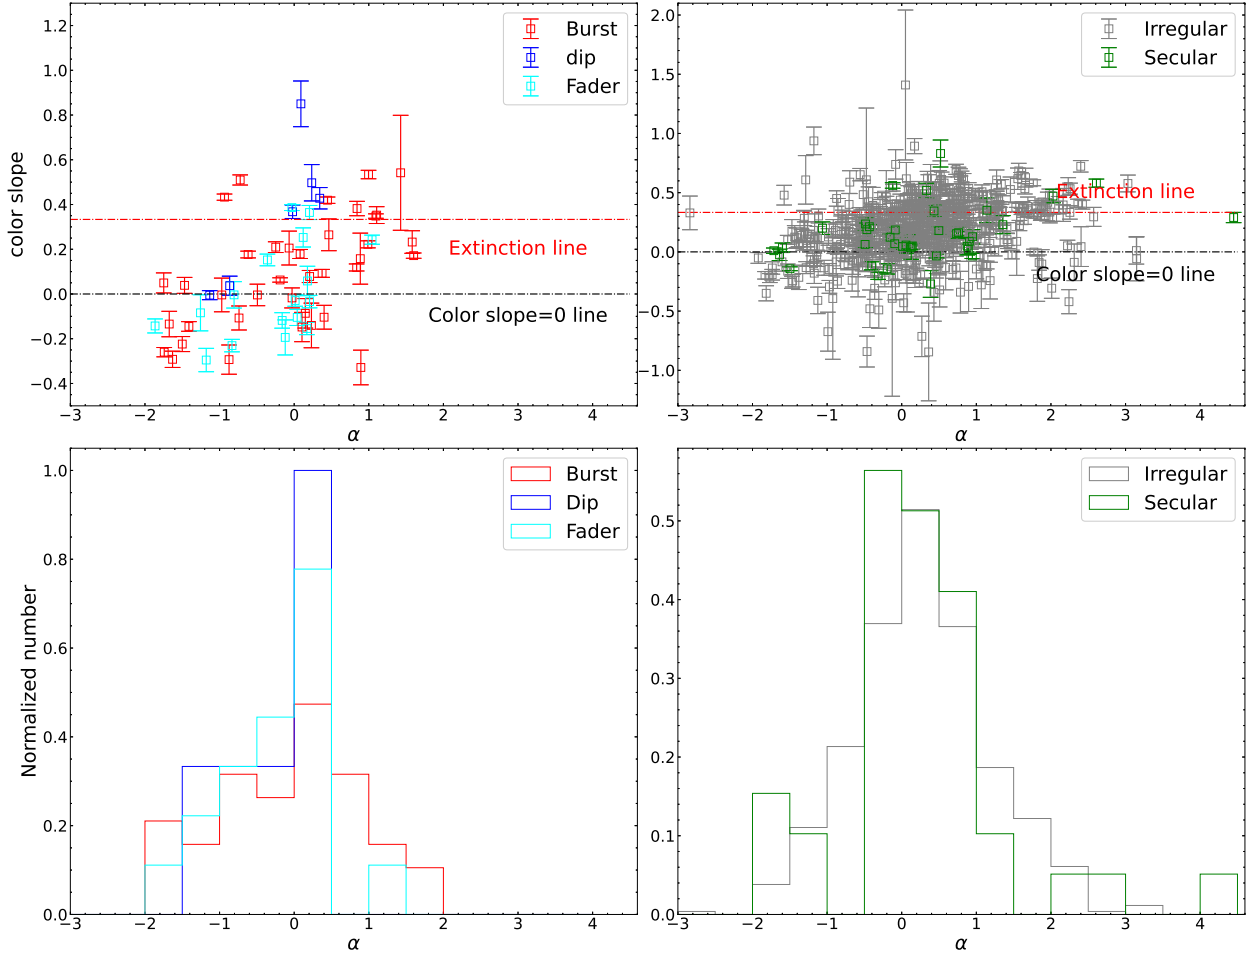 1.2
1.0
0.8
0.6
0.4
0.2
0.0
−0.2
−0.4
color slope
Burst
dip
Fader
Extinction line
Color slope=0 line
−3 −2 −1 0 1 2 3 4
α
2.0
1.5
1.0
0.5
0.0
−0.5
−1.0
Irregular
Secular
Extinction line
Color slope=0 line
−3 −2 −1 0 1 2 3 4
α
1.0
0.8
0.6
0.4
0.2
0.0
Normalized number
Burst
Dip
Fader
−3 −2 −1 0 1 2 3 4
α
0.5
0.4
0.3
0.2
0.1
0.0
Irregular
Secular
−3 −2 −1 0 1 2 3 4
α